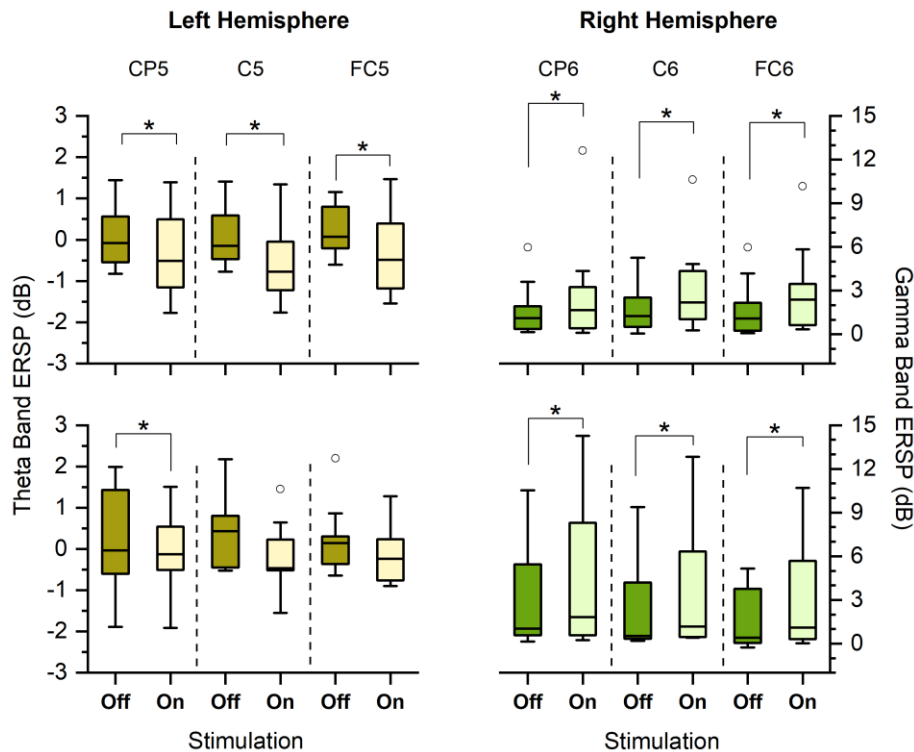 Left Hemisphere Right Hemisphere
CP5 C5 FC5 CP6 C6 FC6
3 15
* * * * * *
2 12
1 9
0 6
-1 3
-2 0
-3
Theta Band ERSP (dB)
Gamma Band ERSP (dB)
3 15
* * * *
2 12
1 9
0 6
-1 3
-2 0
-3
Off On Off On Off On Off On Off On Off On
Stimulation Stimulation